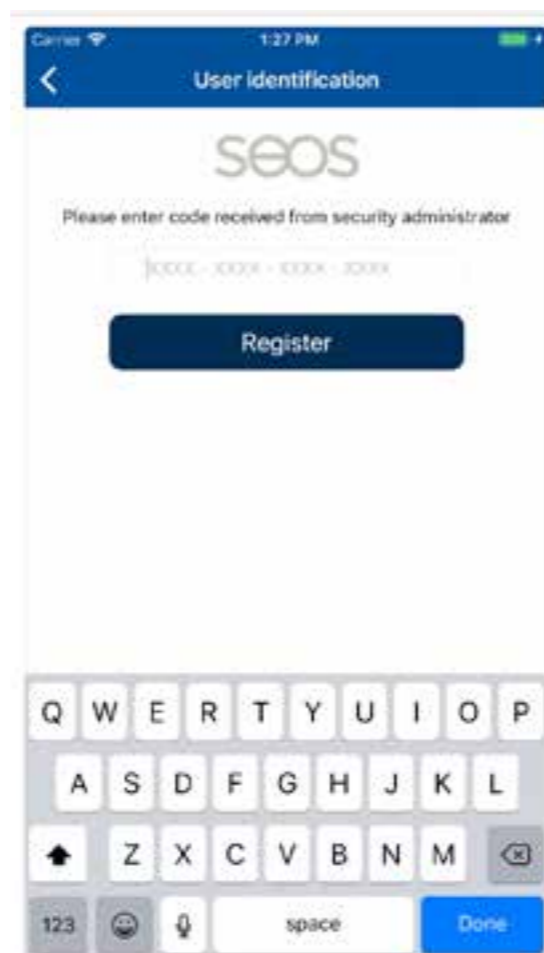 Carrier 1:27 PM
User identification
seos
Please enter code received from security administrator
xxxx - xxxx - xxxx - xxxx
Register
Q W E R T Y U I O P
A S D F G H J K L
Z X C V B N M
123 space Done